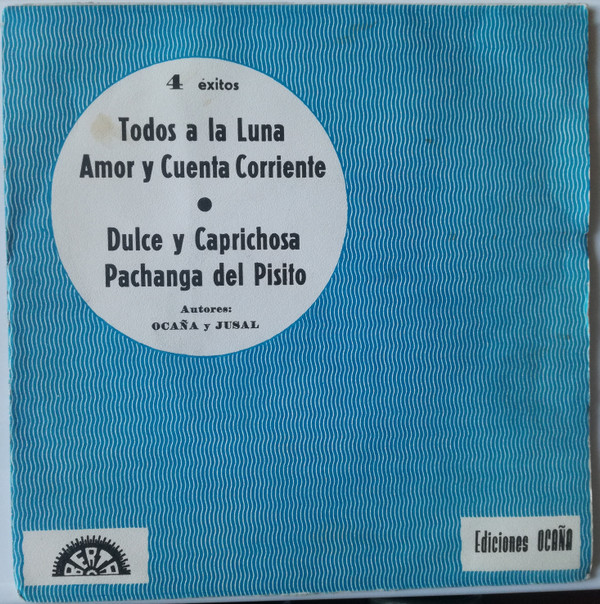 4 éxitos
Todos a la Luna
Amor y Cuenta Corriente
Dulce y Caprichosa
Pachanga del Pisito
Autores:
OCAÑA y JUSAL
Ediciones OCAÑA